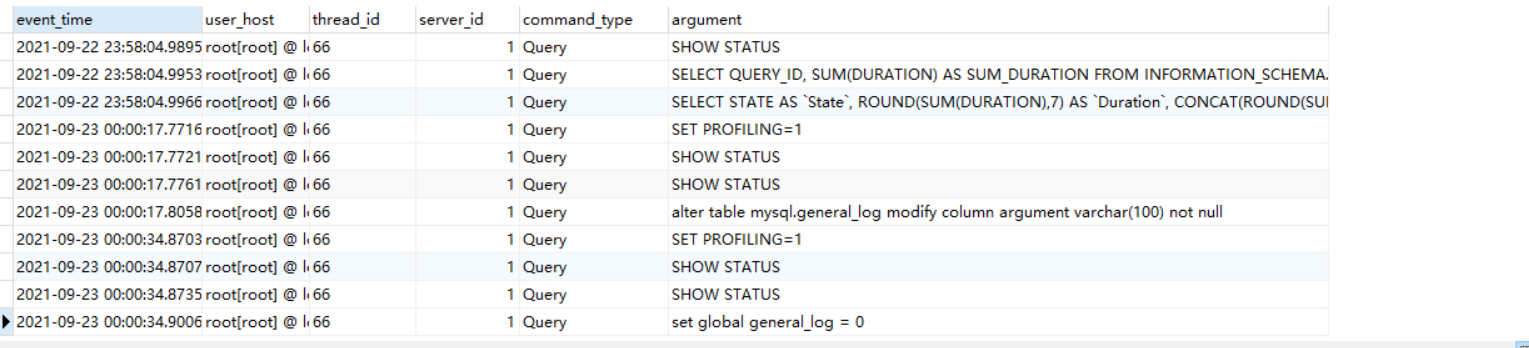 event_time user_host thread_id server_id command_type argument
2021-09-22 23:58:04.9895 root[root] @ l 66 1 Query SHOW STATUS
2021-09-22 23:58:04.9953 root[root] @ l 66 1 Query SELECT QUERY_ID, SUM(DURATION) AS SUM_DURATION FROM INFORMATION_SCHEMA.
2021-09-22 23:58:04.9966 root[root] @ l 66 1 Query SELECT STATE AS `State`, ROUND(SUM(DURATION),7) AS `Duration`, CONCAT(ROUND(SUI
2021-09-23 00:00:17.7716 root[root] @ l 66 1 Query SET PROFILING=1
2021-09-23 00:00:17.7721 root[root] @ l 66 1 Query SHOW STATUS
2021-09-23 00:00:17.7761 root[root] @ l 66 1 Query SHOW STATUS
2021-09-23 00:00:17.8058 root[root] @ l 66 1 Query alter table mysql.general_log modify column argument varchar(100) not null
2021-09-23 00:00:34.8703 root[root] @ l 66 1 Query SET PROFILING=1
2021-09-23 00:00:34.8707 root[root] @ l 66 1 Query SHOW STATUS
2021-09-23 00:00:34.8735 root[root] @ l 66 1 Query SHOW STATUS
2021-09-23 00:00:34.9006 root[root] @ l 66 1 Query set global general_log = 0